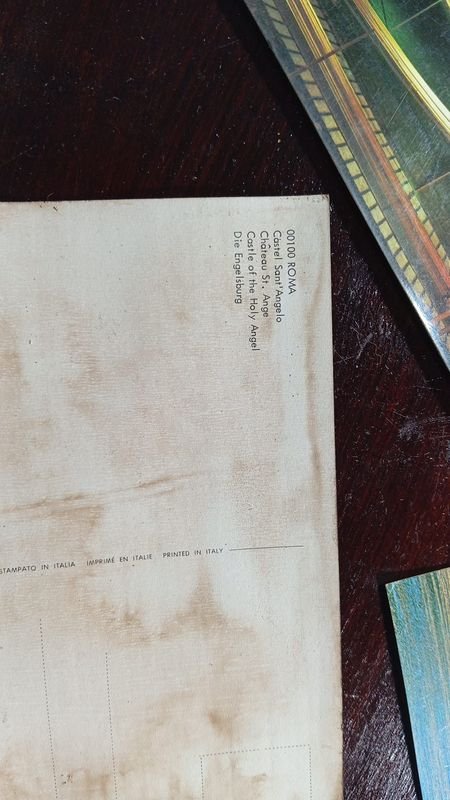 00100 ROMA
Castel Sant'Angelo
Château St. Ange
Castle of the Holy Angel
Die Engelsburg
STAMPATO IN ITALIA IMPRIMÉ EN ITALIE PRINTED IN ITALY